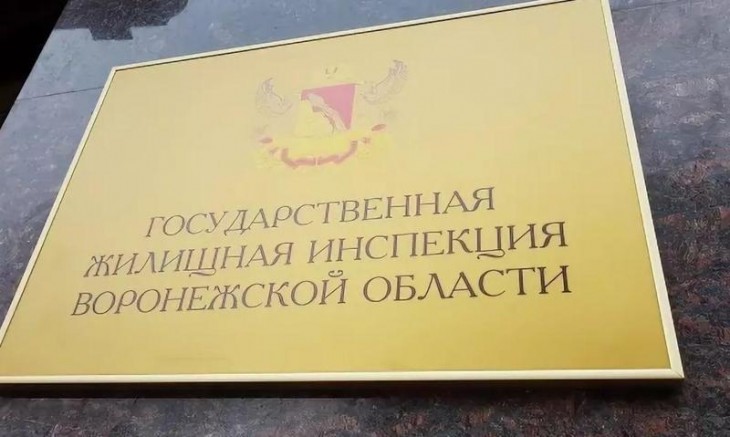 ГОСУДАРСТВЕННАЯ
ЖИЛИЩНАЯ ИНСПЕКЦИЯ
ВОРОНЕЖСКОЙ ОБЛАСТИ